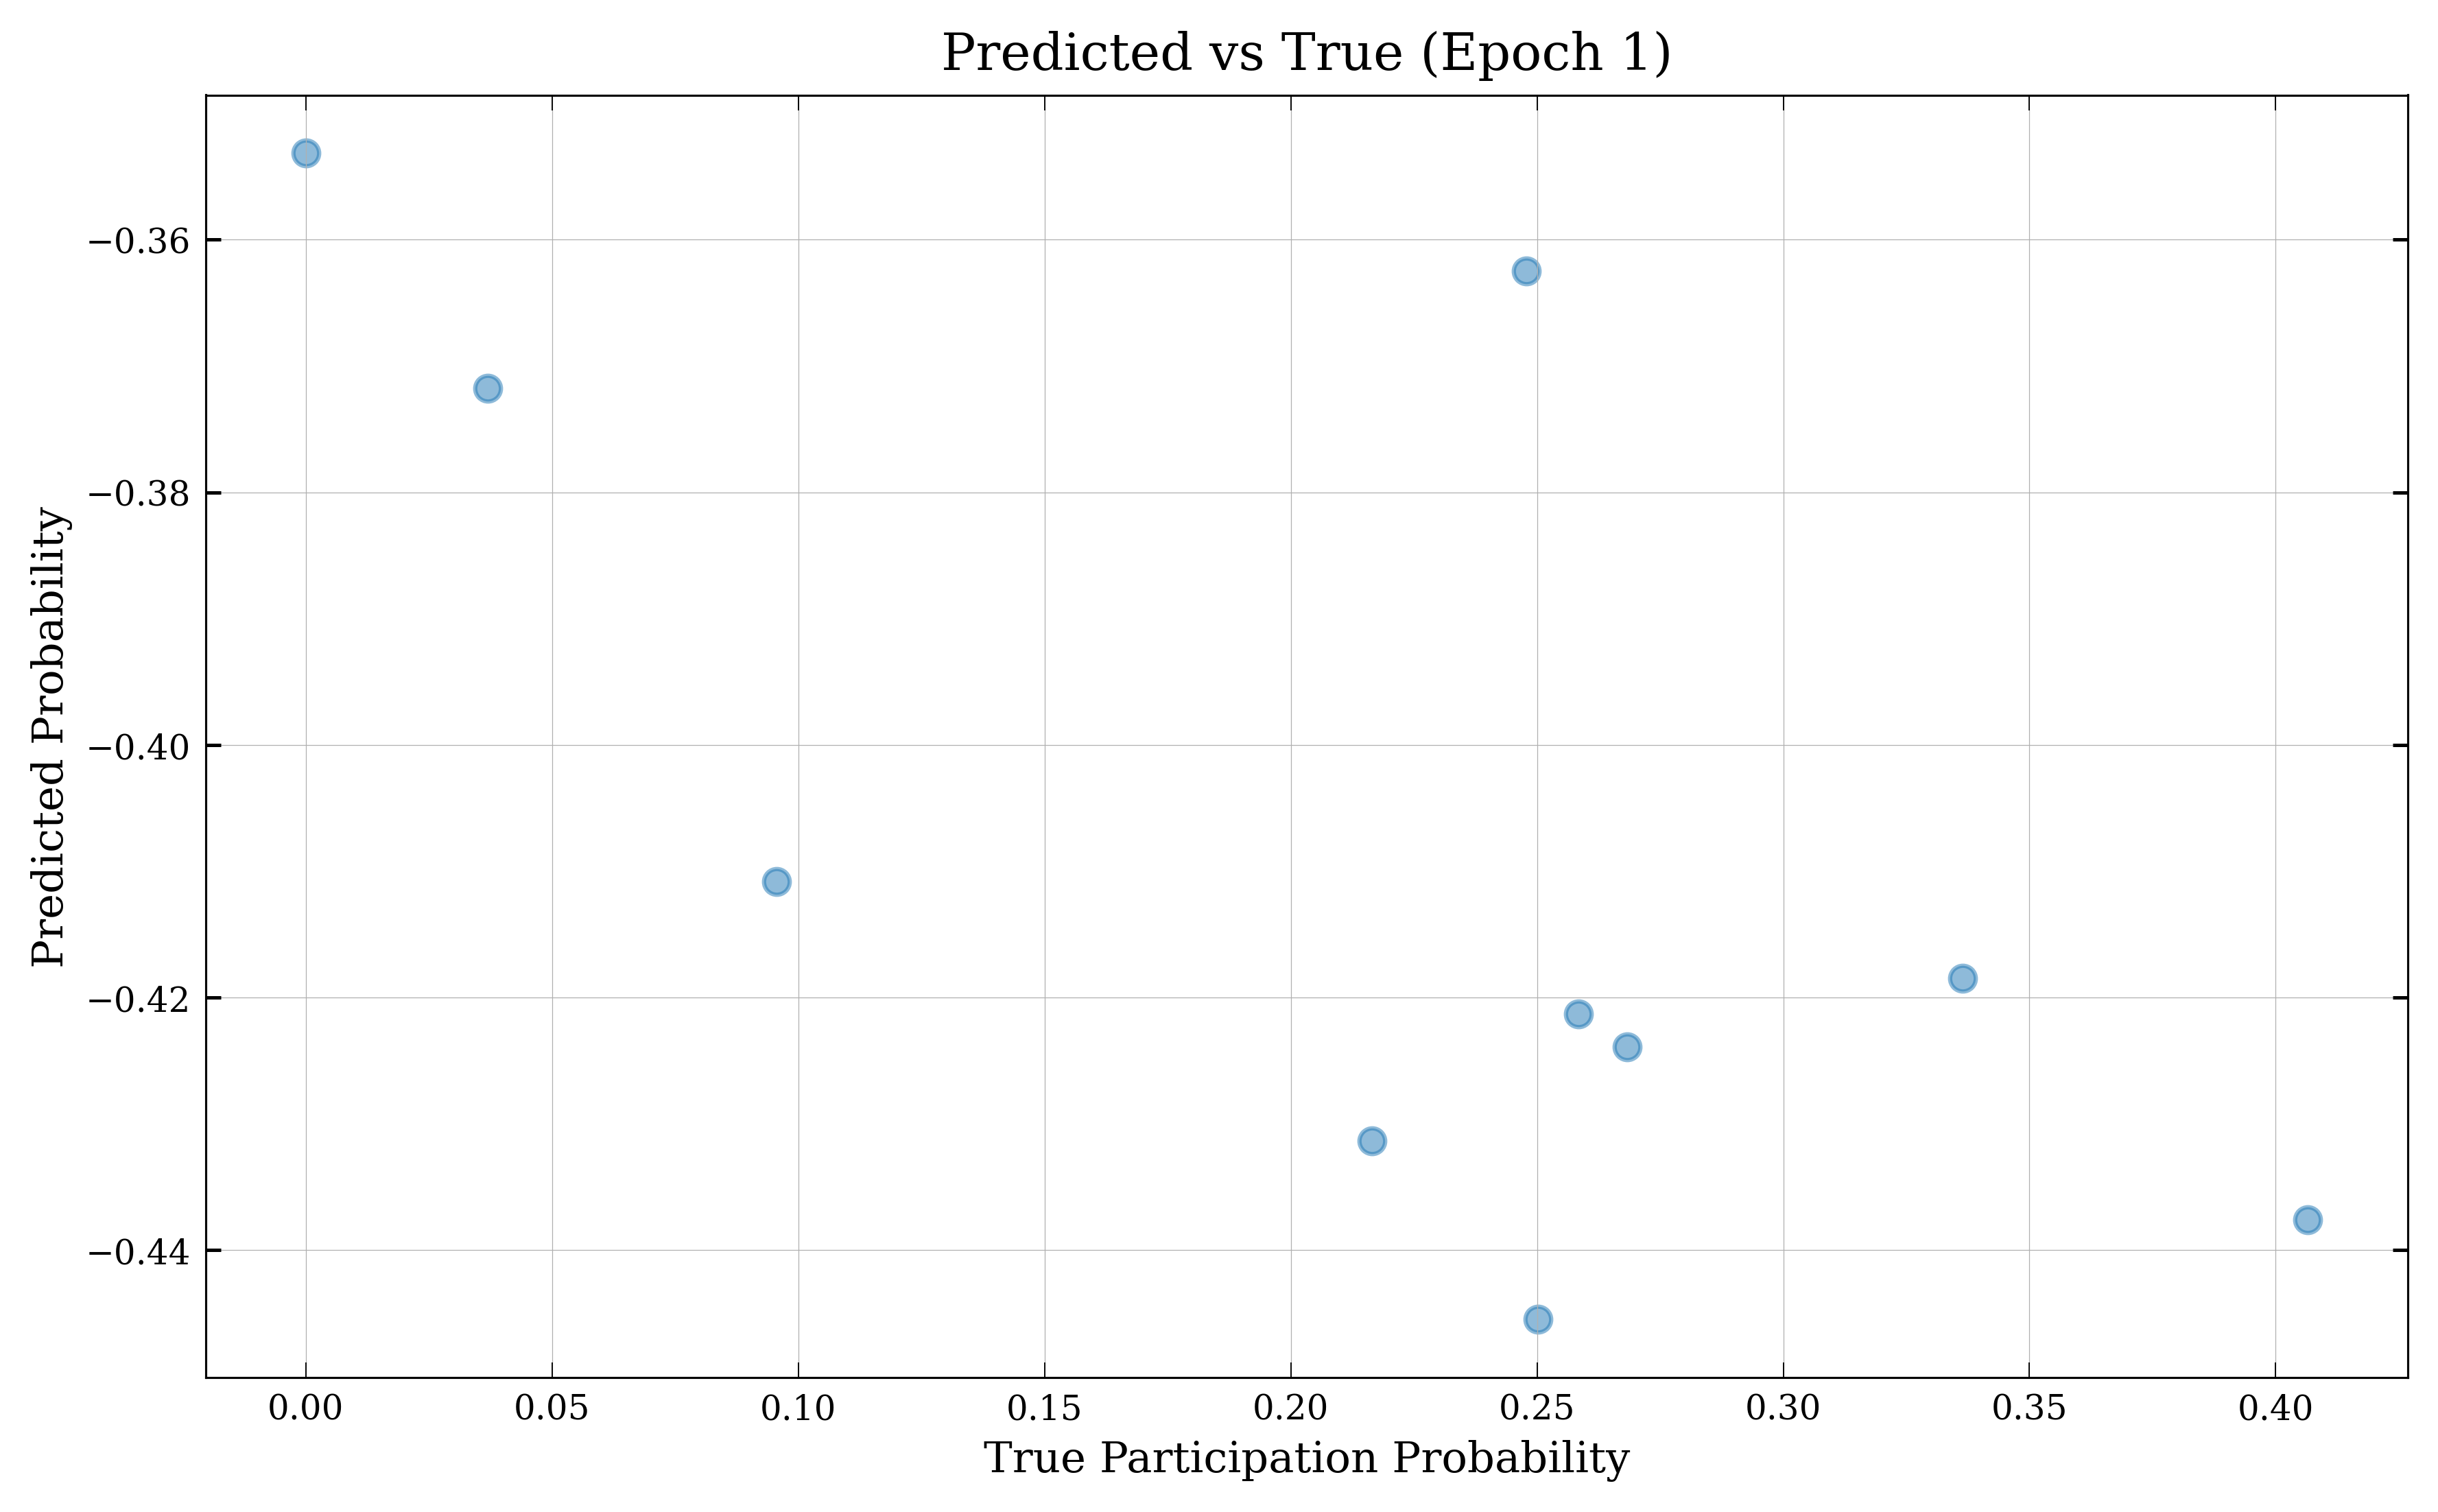 Predicted vs True (Epoch 1)
Predicted Probability
−0.36
−0.38
−0.40
−0.42
−0.44
0.00 0.05 0.10 0.15 0.20 0.25 0.30 0.35 0.40
True Participation Probability